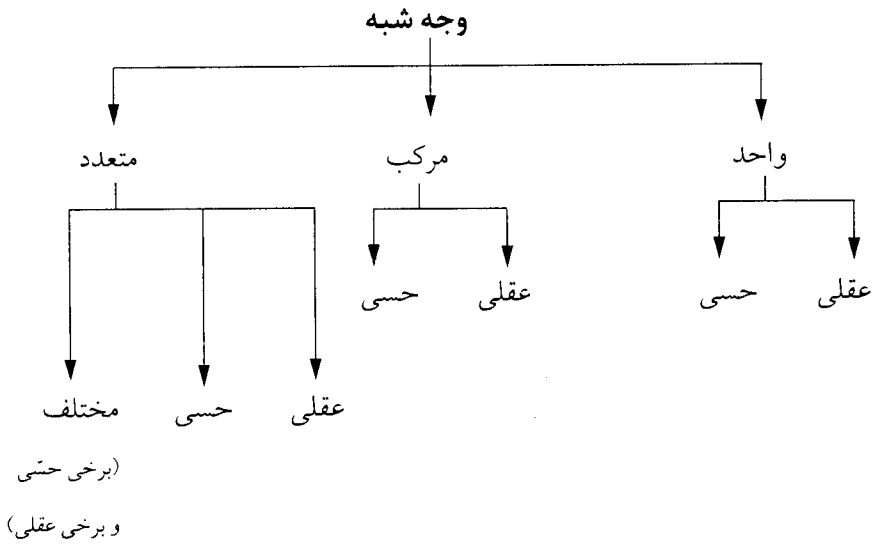 وجه شبه
واحد مرکب متعدد
عقلی حسی عقلی حسی
عقلی حسی مختلف
(برخی حسّی
و برخی عقلی)